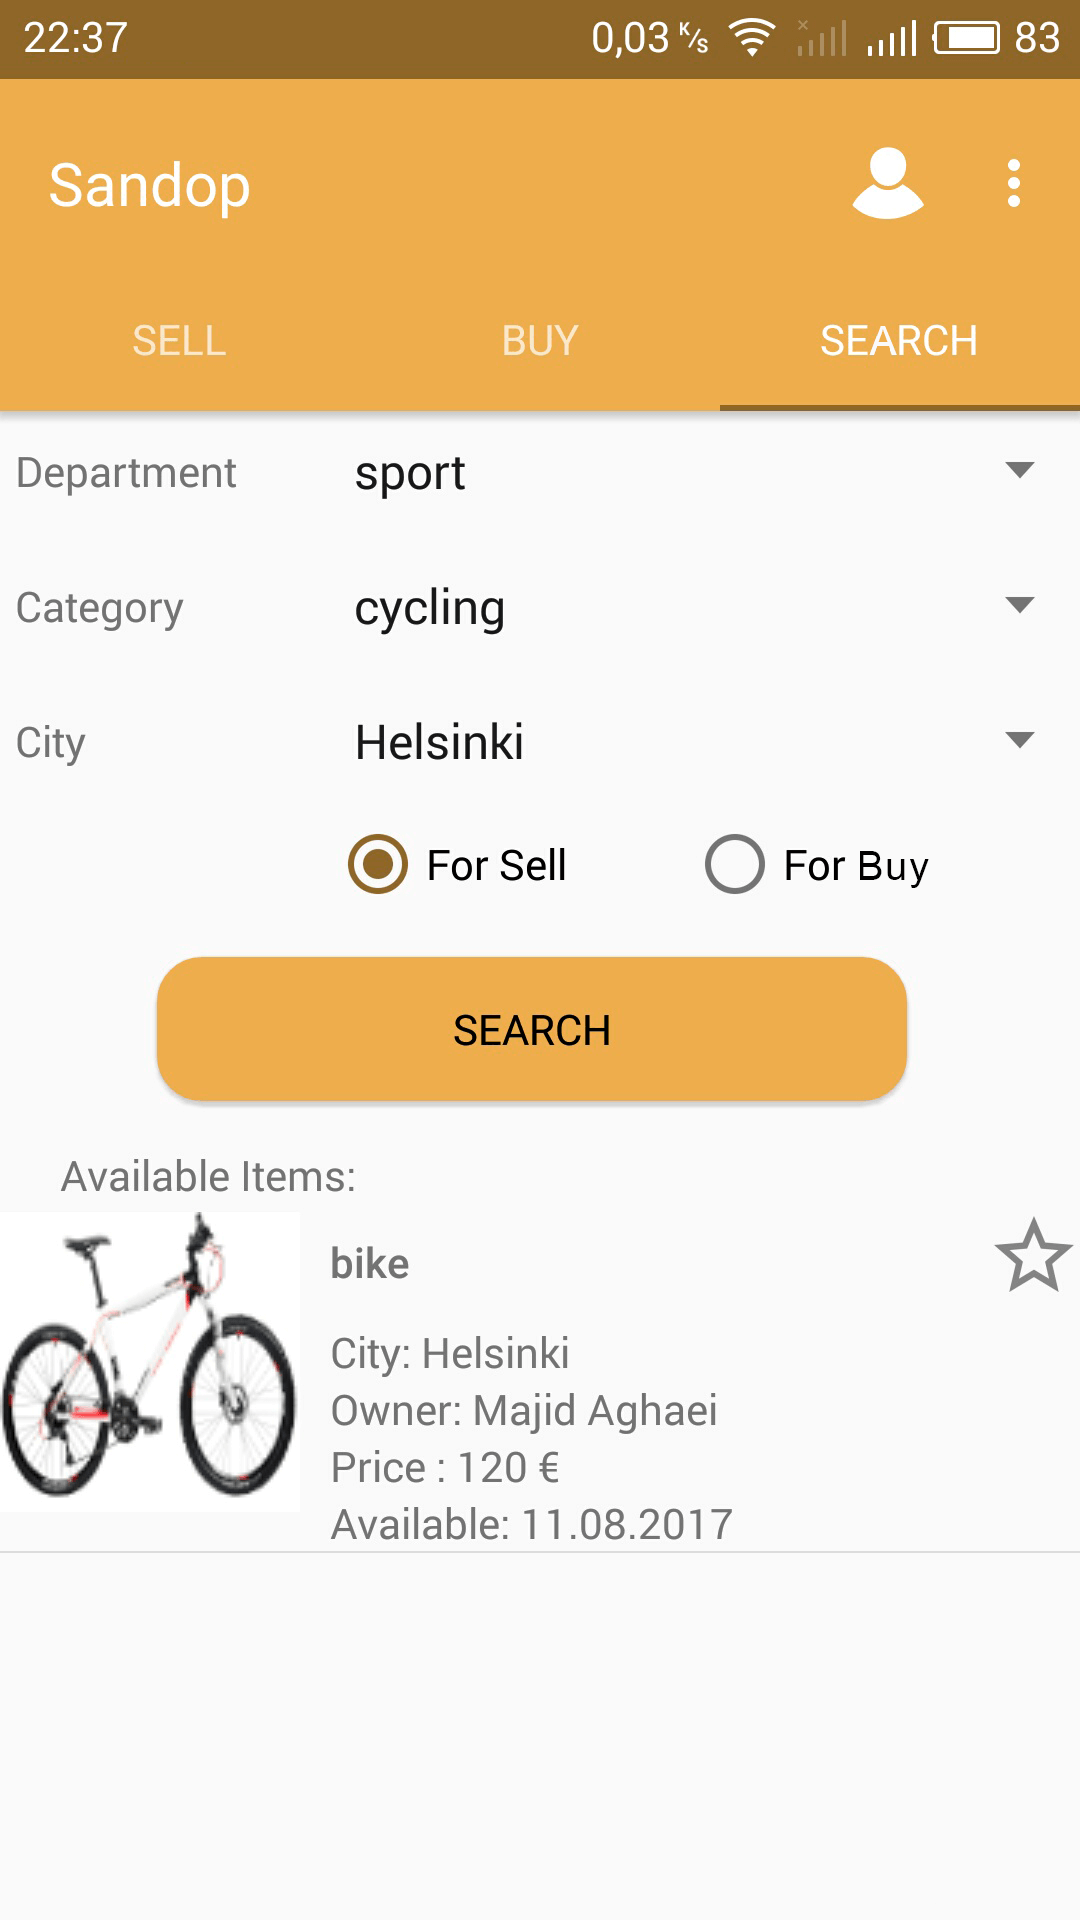 22:37 0,03 K/s 83
Sandop
SELL BUY SEARCH
Department sport
Category cycling
City Helsinki
For Sell For Buy
SEARCH
Available Items:
bike
City: Helsinki
Owner: Majid Aghaei
Price : 120 €
Available: 11.08.2017